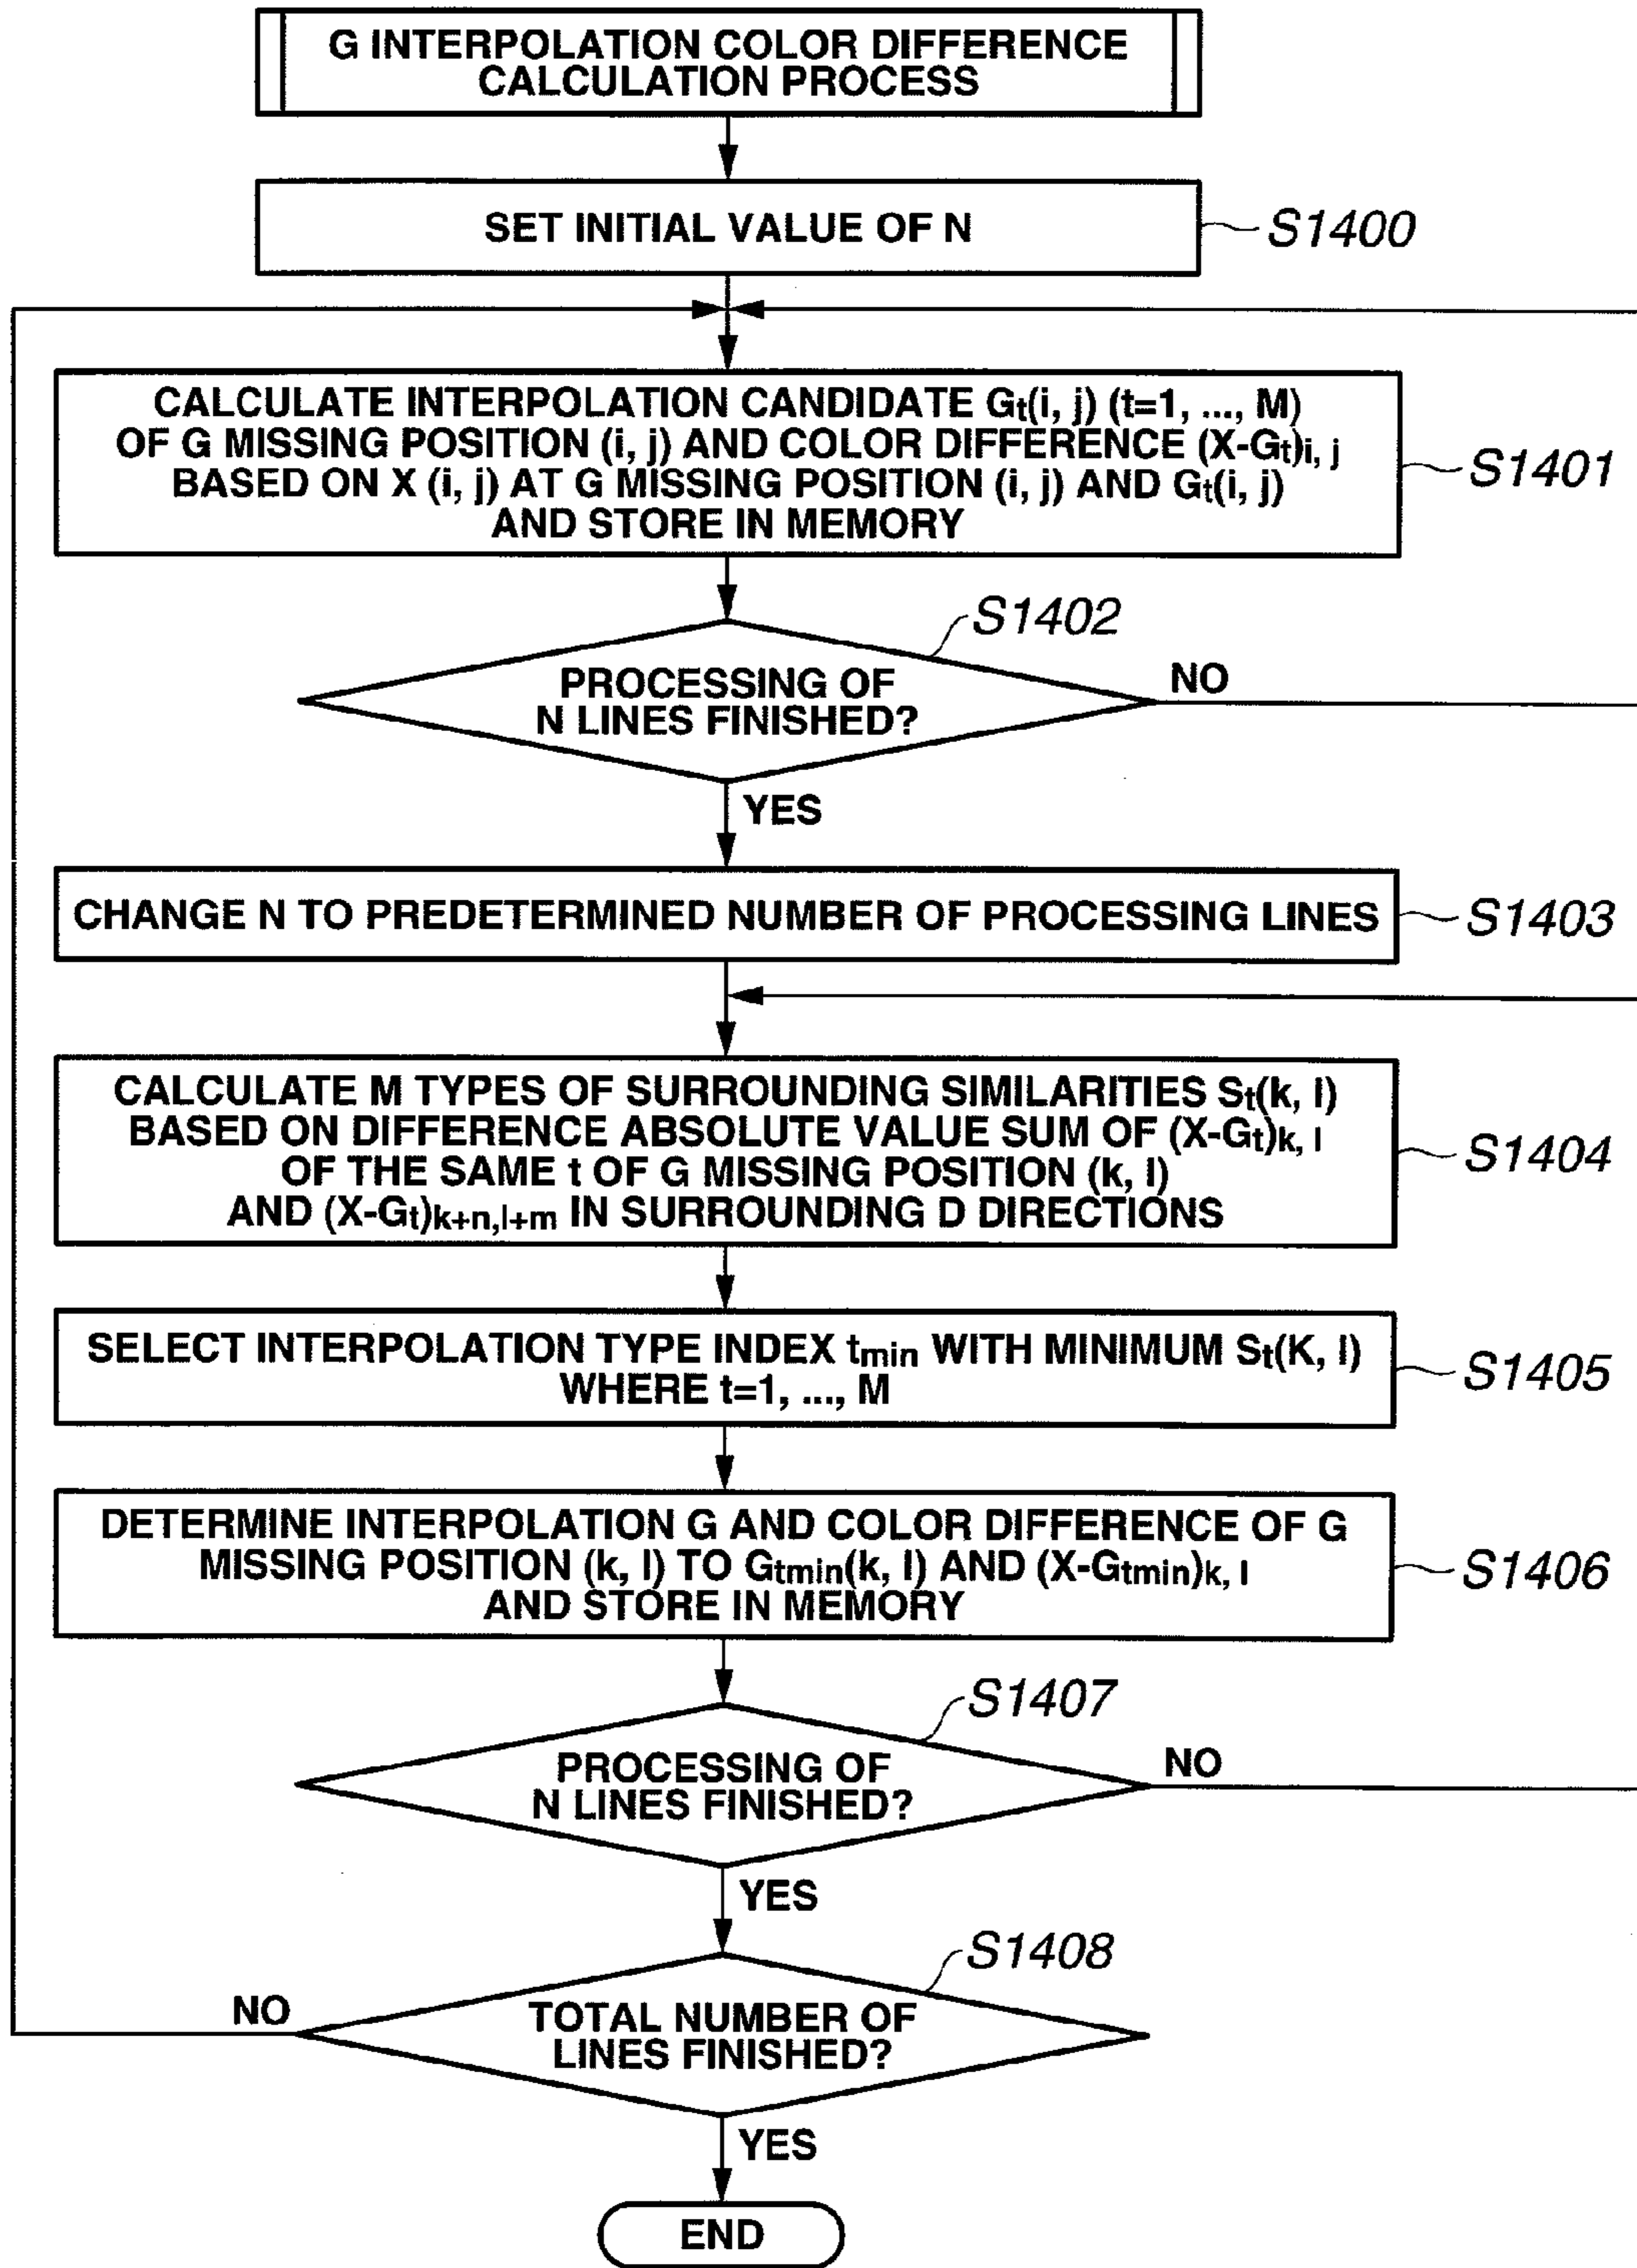 G INTERPOLATION COLOR DIFFERENCE
CALCULATION PROCESS
SET INITIAL VALUE OF N
S1400
CALCULATE INTERPOLATION CANDIDATE Gt(i, j) (t=1, ..., M)
OF G MISSING POSITION (i, j) AND COLOR DIFFERENCE (X-Gt)i, j
BASED ON X (i, j) AT G MISSING POSITION (i, j) AND Gt(i, j)
AND STORE IN MEMORY
S1401
S1402
PROCESSING OF
N LINES FINISHED?
NO
YES
CHANGE N TO PREDETERMINED NUMBER OF PROCESSING LINES
S1403
CALCULATE M TYPES OF SURROUNDING SIMILARITIES St(k, l)
BASED ON DIFFERENCE ABSOLUTE VALUE SUM OF (X-Gt)k, l
OF THE SAME t OF G MISSING POSITION (k, l)
AND (X-Gt)k+n,l+m IN SURROUNDING D DIRECTIONS
S1404
SELECT INTERPOLATION TYPE INDEX tmin WITH MINIMUM St(K, l)
WHERE t=1, ..., M
S1405
DETERMINE INTERPOLATION G AND COLOR DIFFERENCE OF G
MISSING POSITION (k, l) TO Gtmin(k, l) AND (X-Gtmin)k, l
AND STORE IN MEMORY
S1406
S1407
PROCESSING OF
N LINES FINISHED?
NO
YES
S1408
TOTAL NUMBER OF
LINES FINISHED?
NO
YES
END